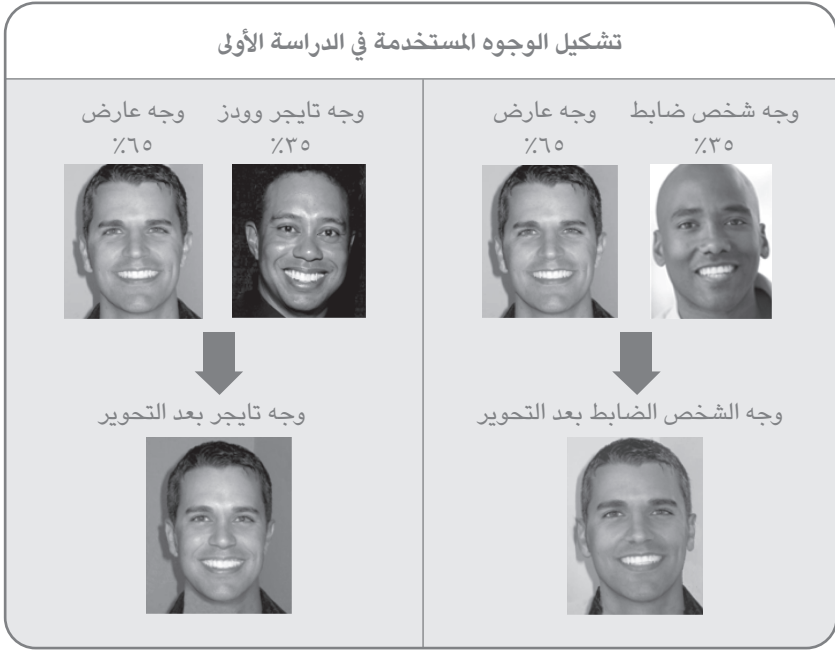 تشكيل الوجوه المستخدمة في الدراسة الأولى
وجه شخص ضابط
٣٥٪
وجه عارض
٦٥٪
وجه الشخص الضابط بعد التحوير
وجه تايجر وودز
٣٥٪
وجه عارض
٦٥٪
وجه تايجر بعد التحوير